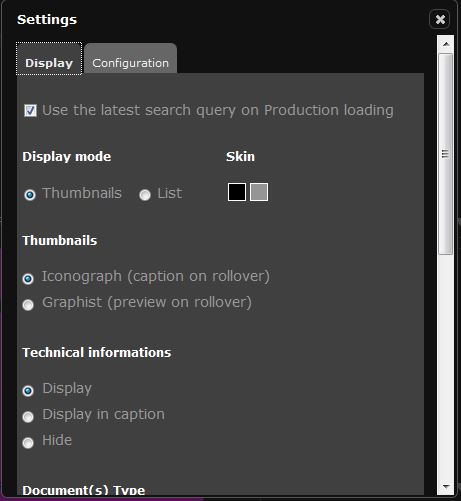 Settings
Display Configuration
Use the latest search query on Production loading
Display mode Skin
Thumbnails List
Thumbnails
Iconograph (caption on rollover)
Graphist (preview on rollover)
Technical informations
Display
Display in caption
Hide
Document(s) Type